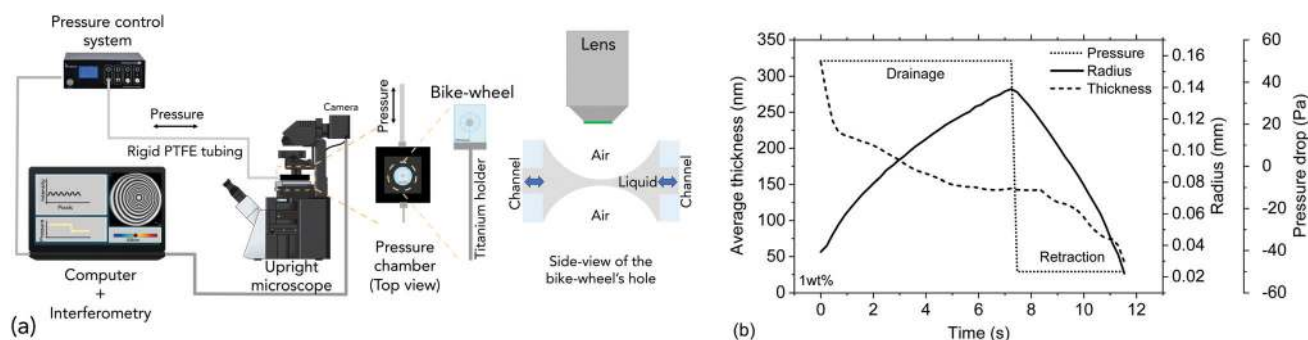 Pressure control
system
Pressure
Rigid PTFE tubing
Camera
Computer
+
Interferometry
Upright
microscope
Pressure
Pressure
chamber
(Top view)
Bike-wheel
Titanium holder
Lens
Air
Channel
Liquid
Channel
Air
Side-view of the
bike-wheel's hole
(a)
350
300
250
200
150
100
50
0
Average thickness (nm)
Drainage
Pressure
Radius
Thickness
Retraction
1wt%
0 2 4 6 8 10 12
Time (s)
0.16
0.14
0.12
0.10
0.08
0.06
0.04
0.02
Radius (mm)
60
40
20
0
-20
-40
-60
Pressure drop (Pa)
(b)